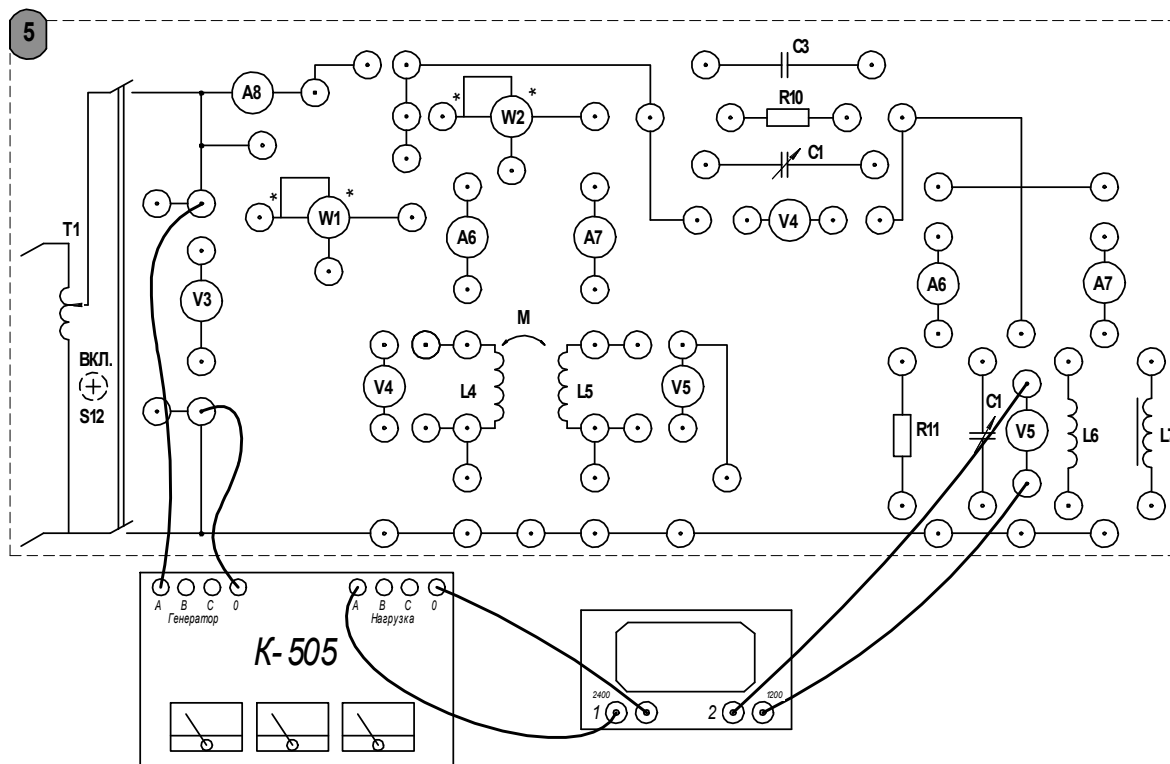 5
C3
A8
R10
* *
W2
C1
* *
W1
V4
T1
A6
A7
V3
A6
A7
M
ВКЛ.
S12
V4
L4
L5
V5
R11
C1
V5
L6
A B C 0 A B C 0
Генератор Нагрузка
К-505
2400 1200
1 2